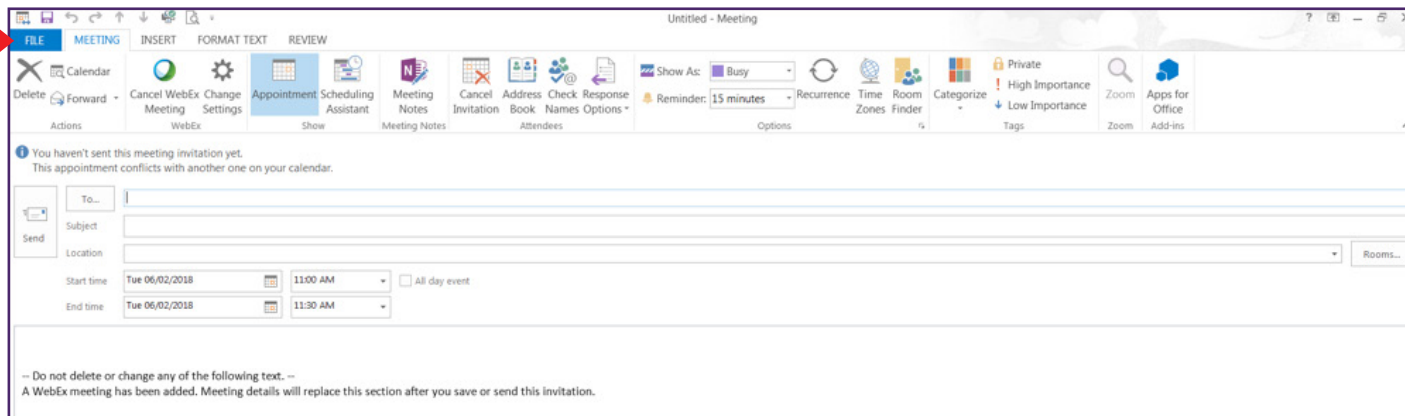 Untitled - Meeting
?
FILE MEETING INSERT FORMAT TEXT REVIEW
Delete
Calendar
Forward
Actions
Cancel WebEx Meeting
Change Settings
WebEx
Appointment
Scheduling Assistant
Show
Meeting Notes
Meeting Notes
Cancel Invitation
Address Book
Check Names
Response Options
Attendees
Show As: Busy
Reminder: 15 minutes
Recurrence
Time Zones
Room Finder
Options
Categorize
Private
High Importance
Low Importance
Tags
Zoom
Zoom
Apps for Office
Add-ins
You haven't sent this meeting invitation yet.
This appointment conflicts with another one on your calendar.
Send
To...
Subject
Location
Rooms...
Start time Tue 06/02/2018 11:00 AM All day event
End time Tue 06/02/2018 11:30 AM
-- Do not delete or change any of the following text. --
A WebEx meeting has been added. Meeting details will replace this section after you save or send this invitation.